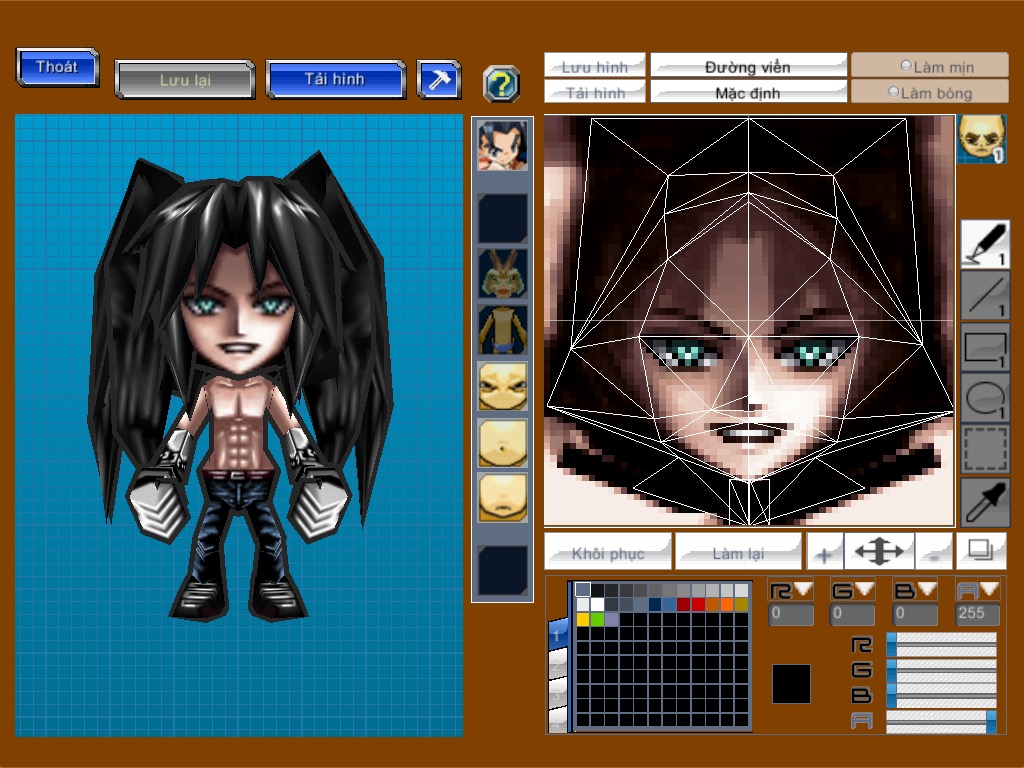 Thoát
Lưu lại
Tải hình
?
Lưu hình
Đường viền
Làm mịn
Tải hình
Mặc định
Làm bóng
1
1
1
1
1
Khôi phục
Làm lại
+
-
R G B A
0 0 0 255
1
R
G
B
A